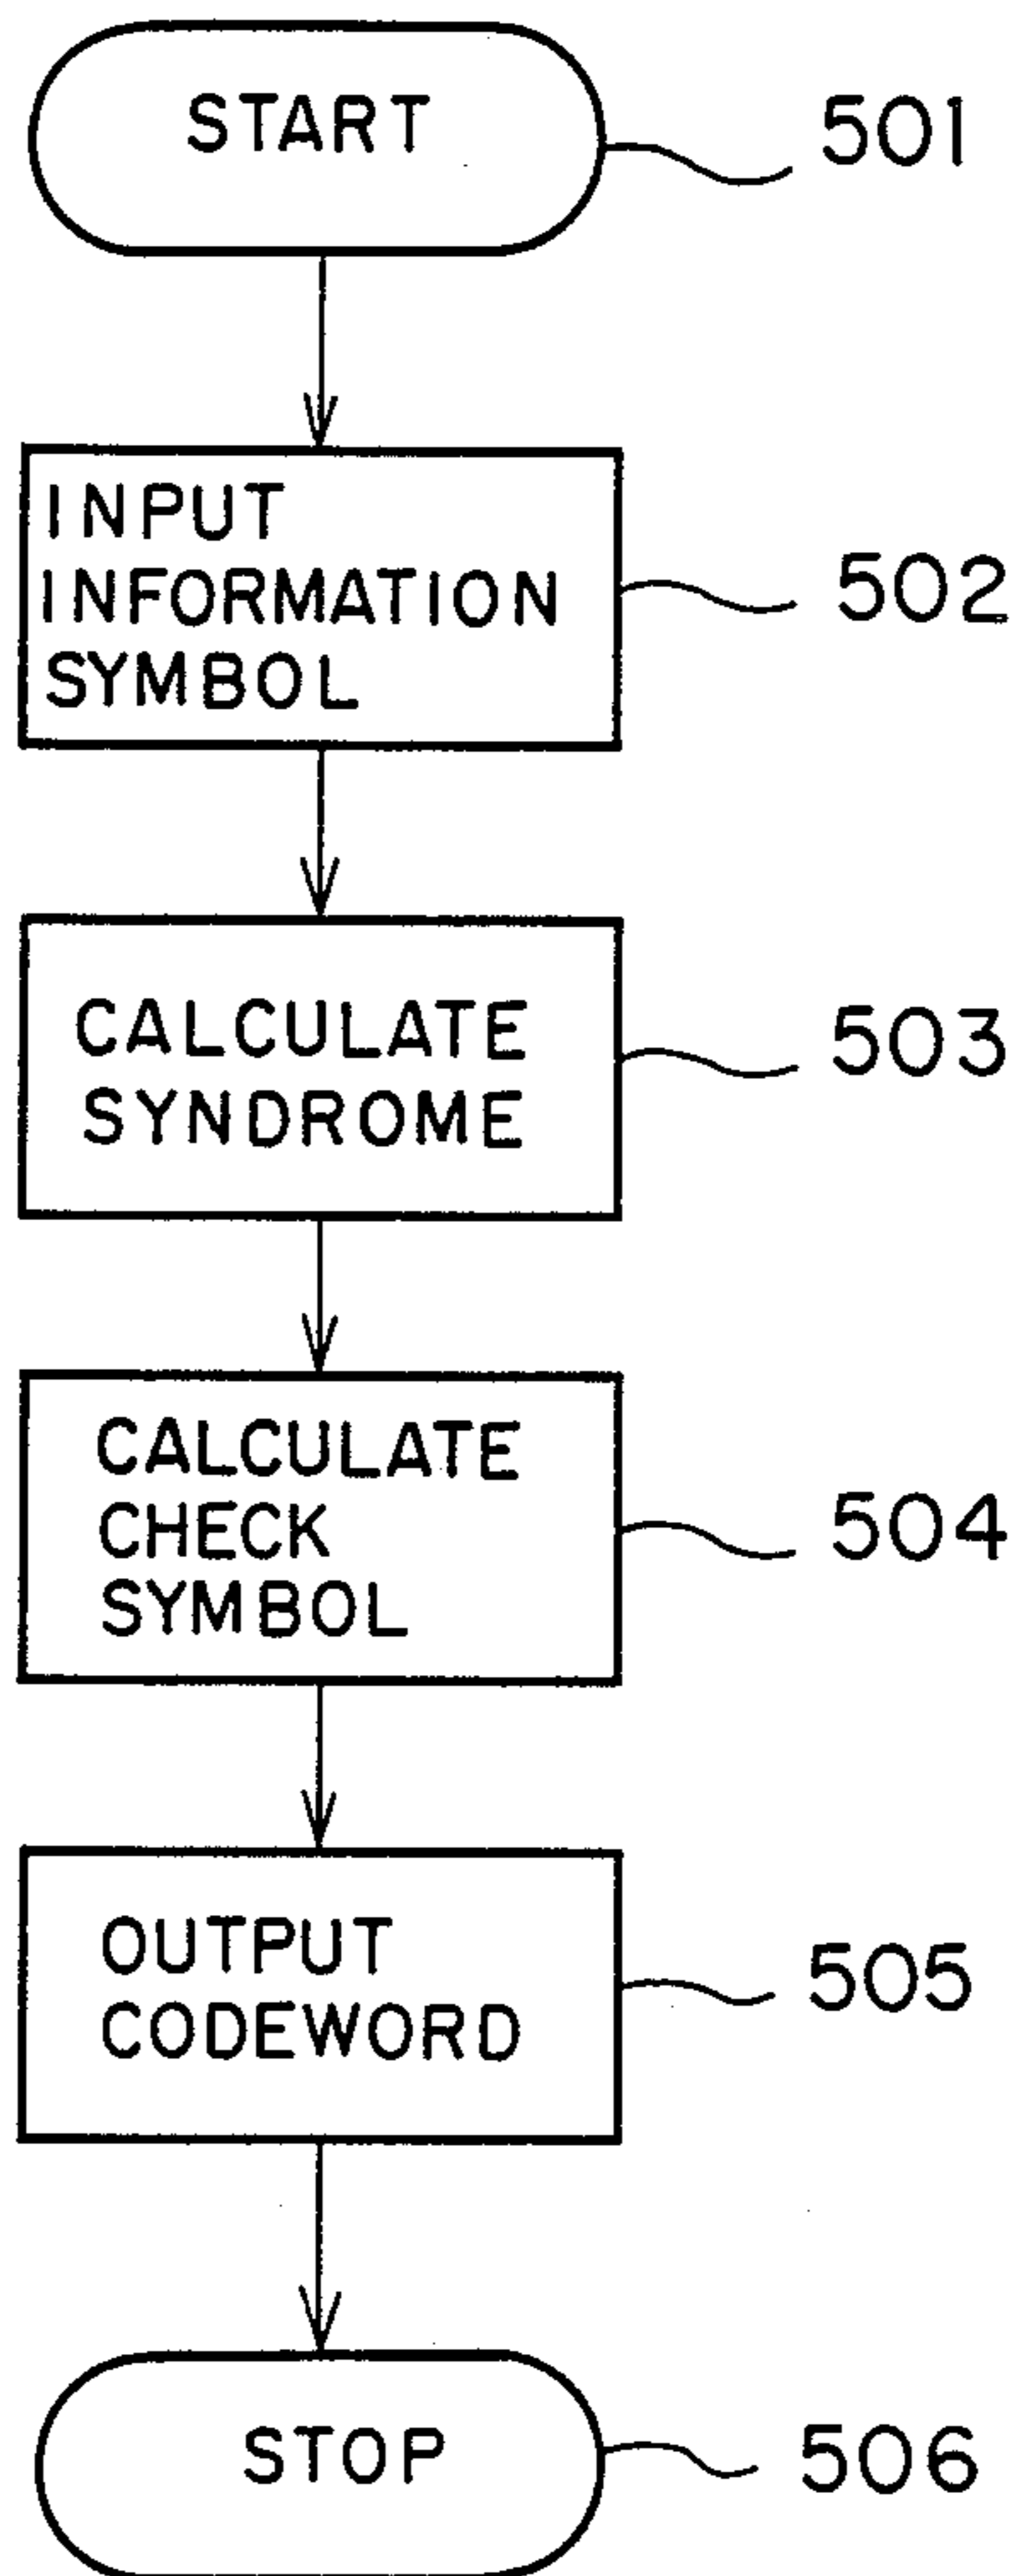 START
501
INPUT
INFORMATION
SYMBOL
502
CALCULATE
SYNDROME
503
CALCULATE
CHECK
SYMBOL
504
OUTPUT
CODEWORD
505
STOP
506